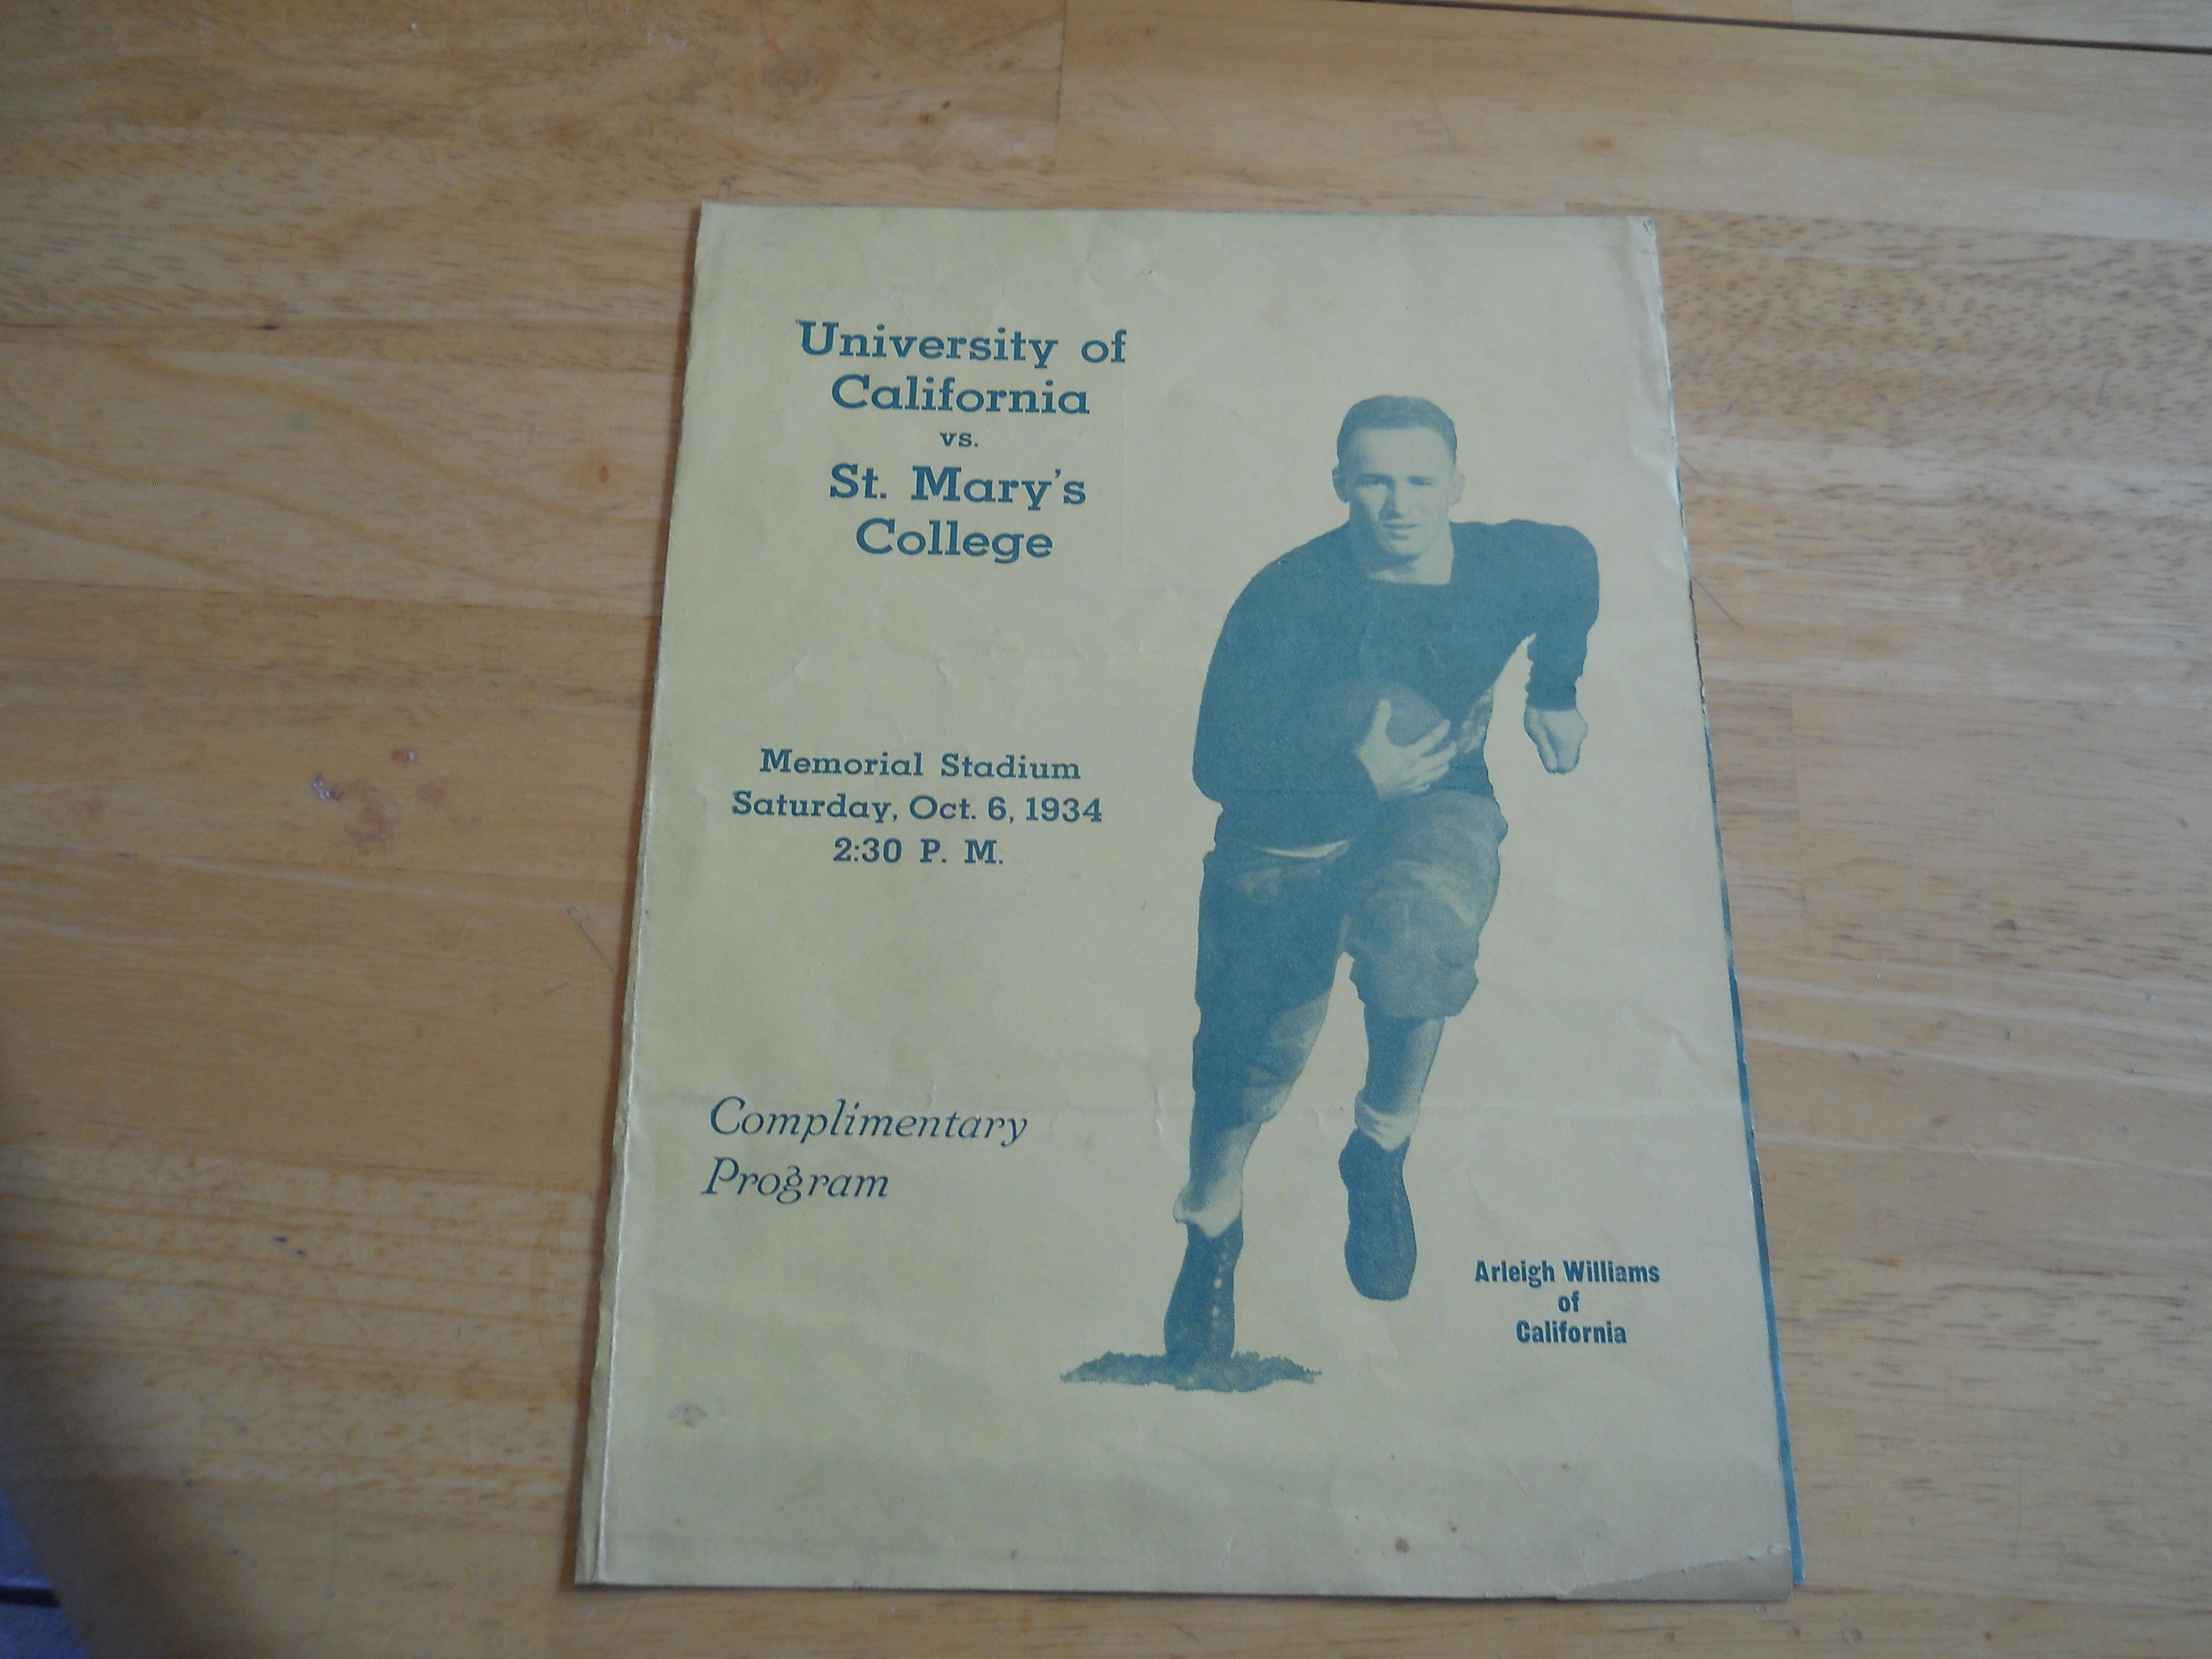 University of
California
vs.
St. Mary's
College
Memorial Stadium
Saturday, Oct. 6, 1934
2:30 P. M.
Complimentary
Program
Arleigh Williams
of
California